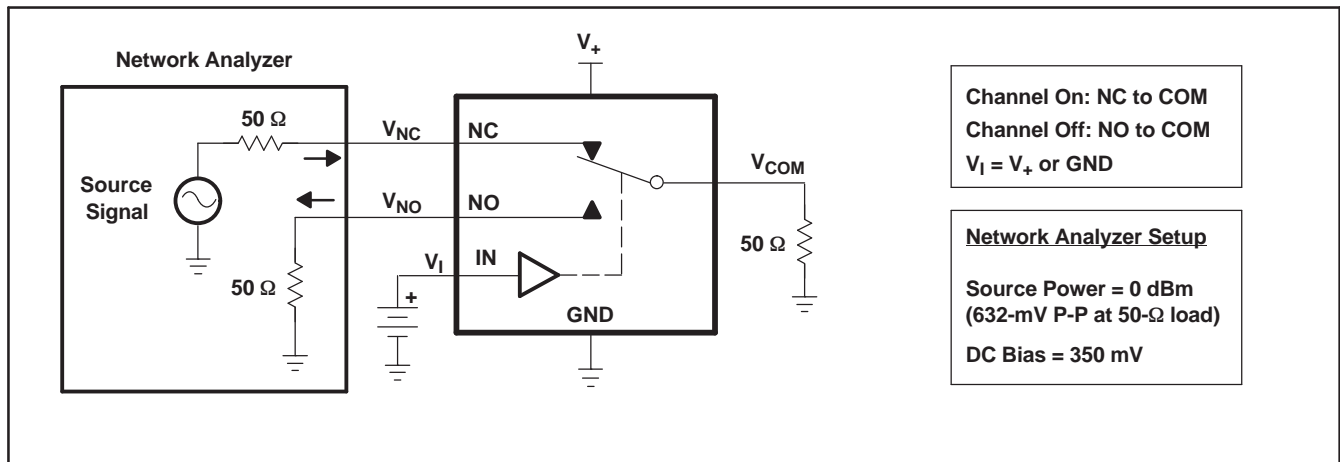 V+
Network Analyzer
50 Ω
VNC
NC
Source
Signal
VNO
NO
50 Ω
VI
IN
+
GND
VCOM
50 Ω
Channel On: NC to COM
Channel Off: NO to COM
VI = V+ or GND
Network Analyzer Setup
Source Power = 0 dBm
(632-mV P-P at 50-Ω load)
DC Bias = 350 mV